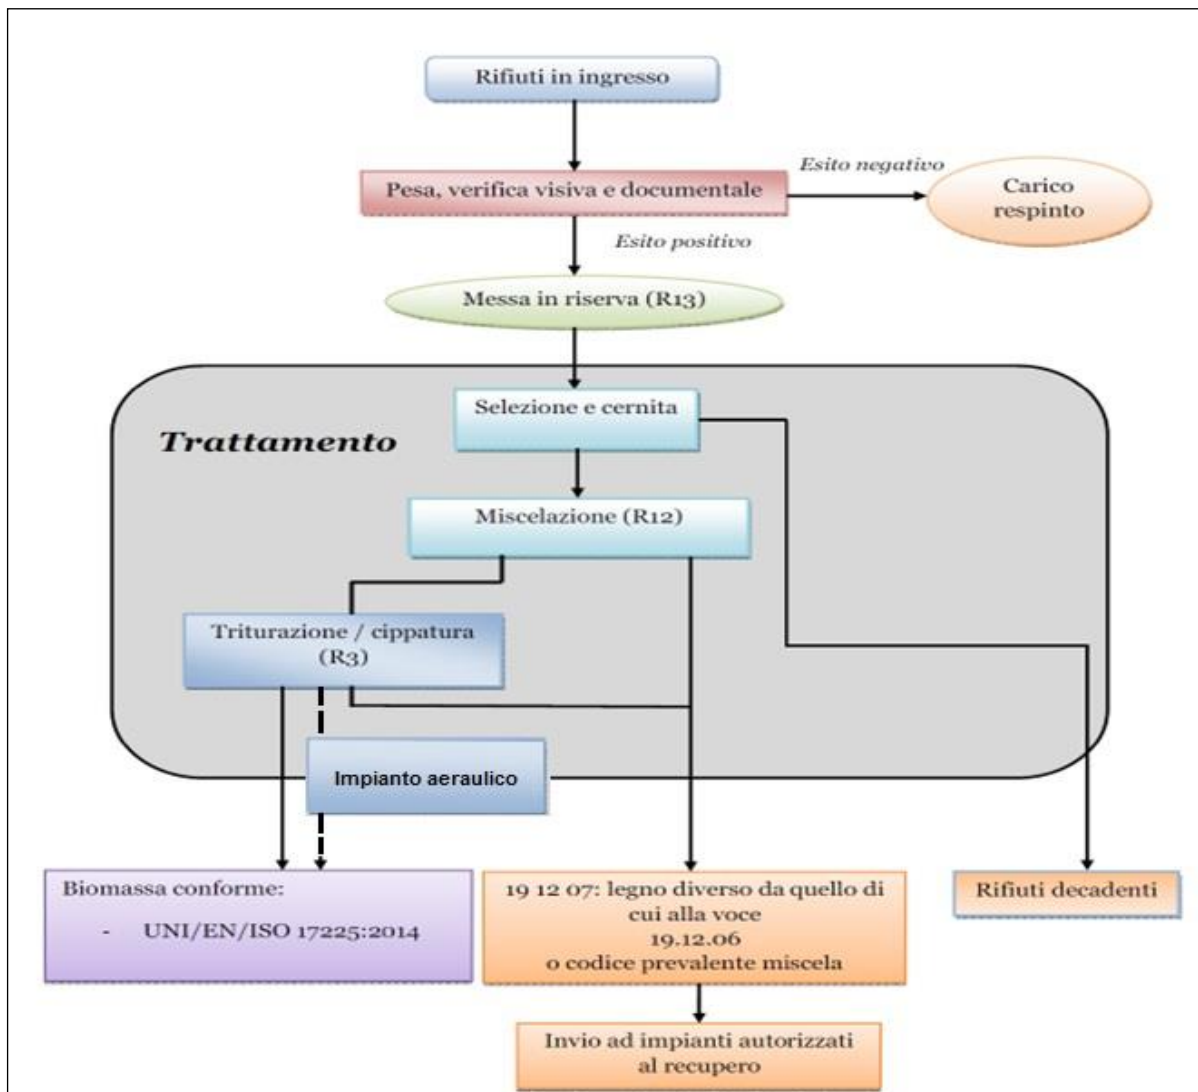 Rifiuti in ingresso
Esito negativo
Pesa, verifica visiva e documentale
Carico
respinto
Esito positivo
Messa in riserva (R13)
Selezione e cernita
Trattamento
Miscelazione (R12)
Triturazione / cippatura
(R3)
Impianto aeraulico
Biomassa conforme:
- UNI/EN/ISO 17225:2014
19 12 07: legno diverso da quello di
cui alla voce
19.12.06
o codice prevalente miscela
Rifiuti decadenti
Invio ad impianti autorizzati
al recupero